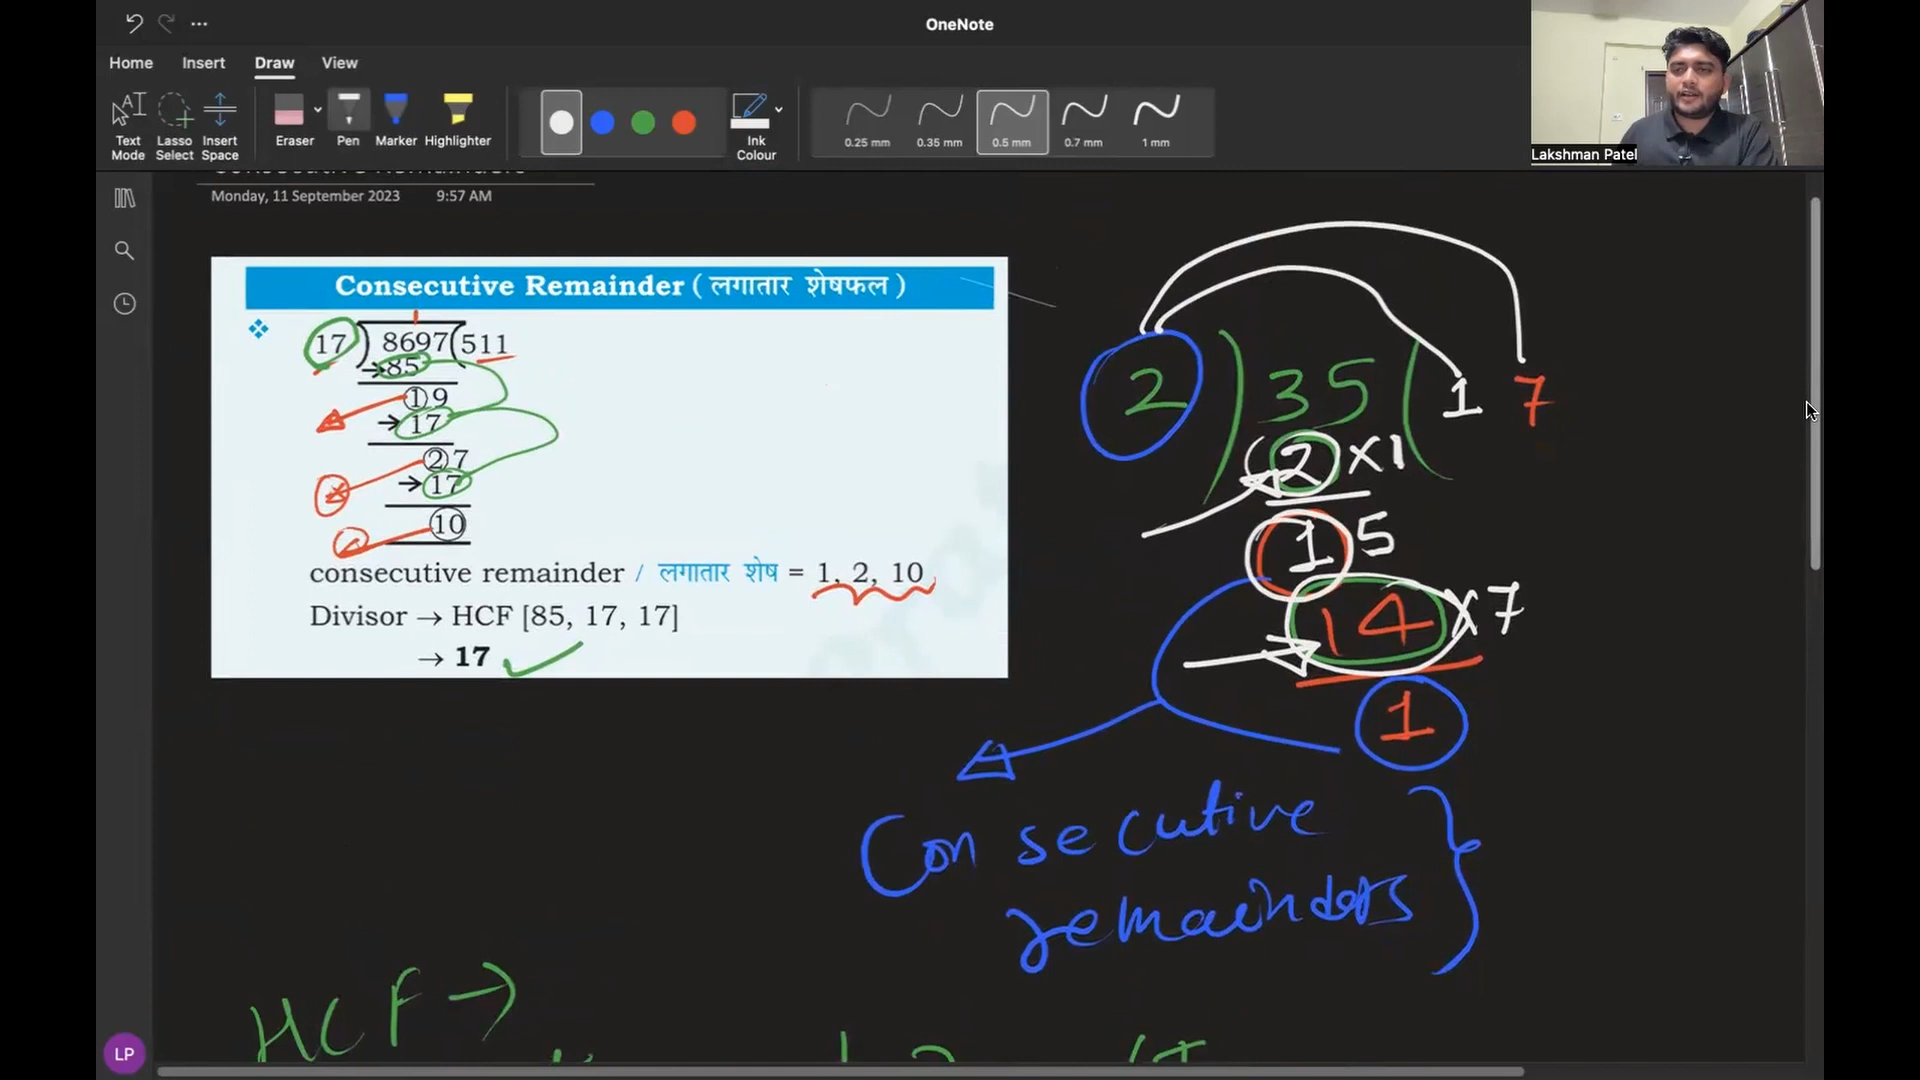 OneNote
Home Insert Draw View
Text Mode
Lasso Select
Insert Space
Eraser
Pen
Marker
Highlighter
Ink Colour
0.25 mm
0.35 mm
0.5 mm
0.7 mm
1 mm
Lakshman Patel
Consecutive Remainders
Monday, 11 September 2023 9:57 AM
Consecutive Remainder ( लगातार शेषफल )
17) 8697(511
85
19
17
27
17
10
consecutive remainder / लगातार शेष = 1, 2, 10
Divisor → HCF [85, 17, 17]
→ 17
2 ) 35 ( 1 7
2 x1
1 5
14 x7
1
Consecutive
remainders
HCF →
LP